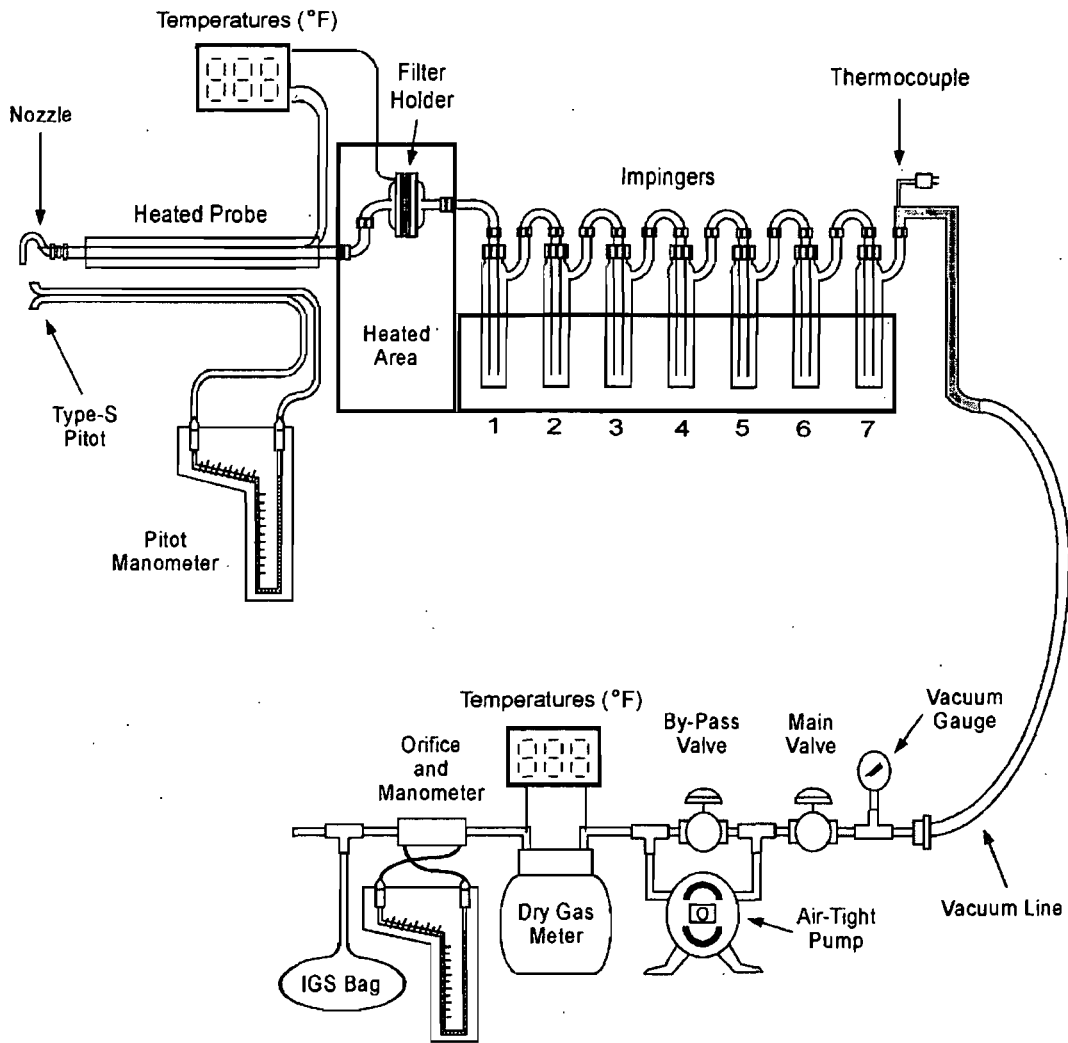 Temperatures (°F)
Filter
Holder
Thermocouple
Nozzle
Impingers
Heated Probe
Heated
Area
1 2 3 4 5 6 7
Type-S
Pitot
Pitot
Manometer
Temperatures (°F)
Vacuum
Gauge
By-Pass
Valve
Main
Valve
Orifice
and
Manometer
Dry Gas
Meter
Air-Tight
Pump
Vacuum Line
IGS Bag